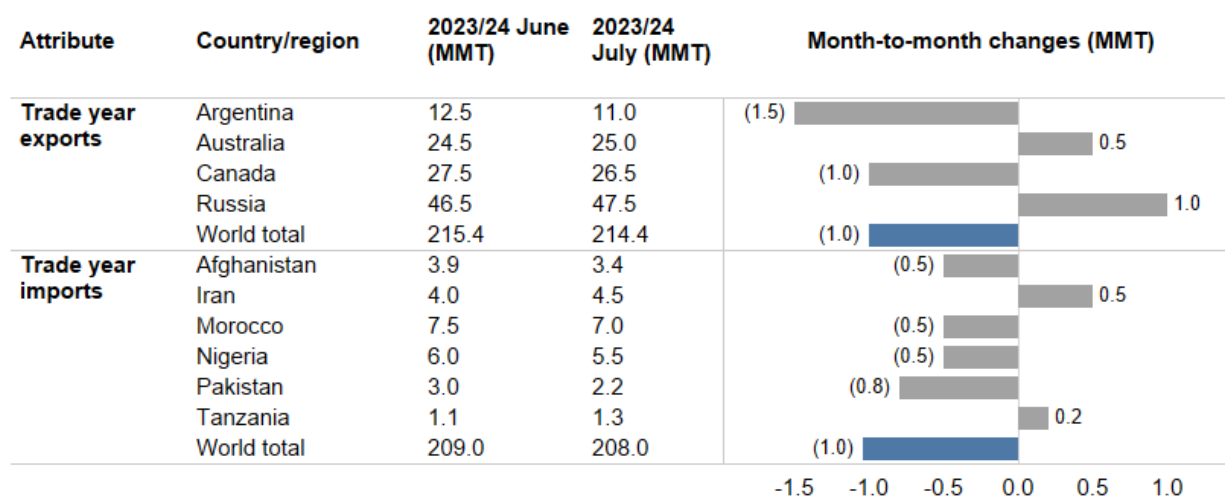 Attribute Country/region 2023/24 June (MMT) 2023/24 July (MMT) Month-to-month changes (MMT)
Trade year exports Argentina 12.5 11.0 (1.5)
Australia 24.5 25.0 0.5
Canada 27.5 26.5 (1.0)
Russia 46.5 47.5 1.0
World total 215.4 214.4 (1.0)
Trade year imports Afghanistan 3.9 3.4 (0.5)
Iran 4.0 4.5 0.5
Morocco 7.5 7.0 (0.5)
Nigeria 6.0 5.5 (0.5)
Pakistan 3.0 2.2 (0.8)
Tanzania 1.1 1.3 0.2
World total 209.0 208.0 (1.0)
-1.5 -1.0 -0.5 0.0 0.5 1.0